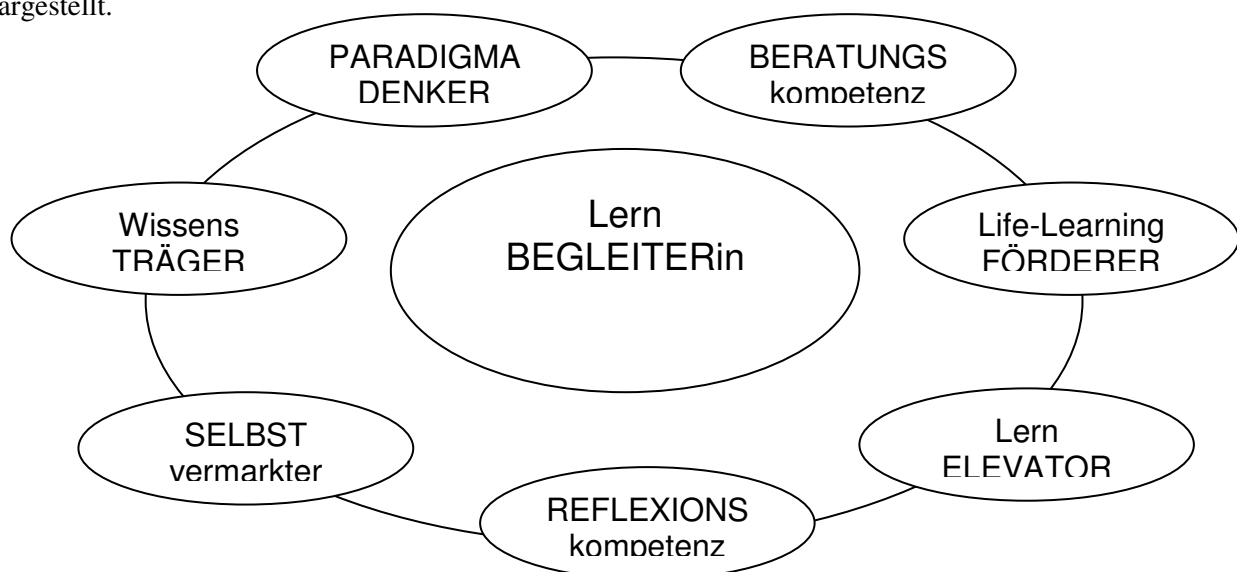 argestellt.
PARADIGMA
DENKER
BERATUNGS
kompetenz
Lern
BEGLEITERin
Wissens
TRÄGER
Life-Learning
FÖRDERER
SELBST
vermarkter
Lern
ELEVATOR
REFLEXIONS
kompetenz